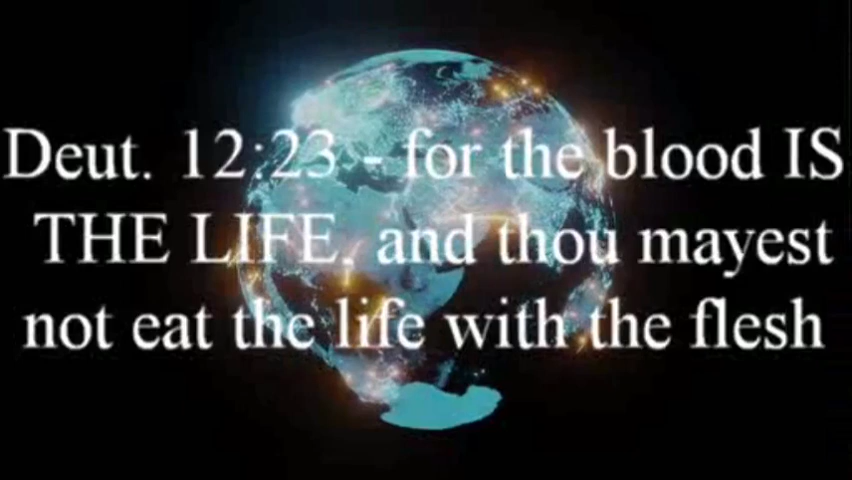 Deut. 12:23 - for the blood IS
THE LIFE, and thou mayest
not eat the life with the flesh